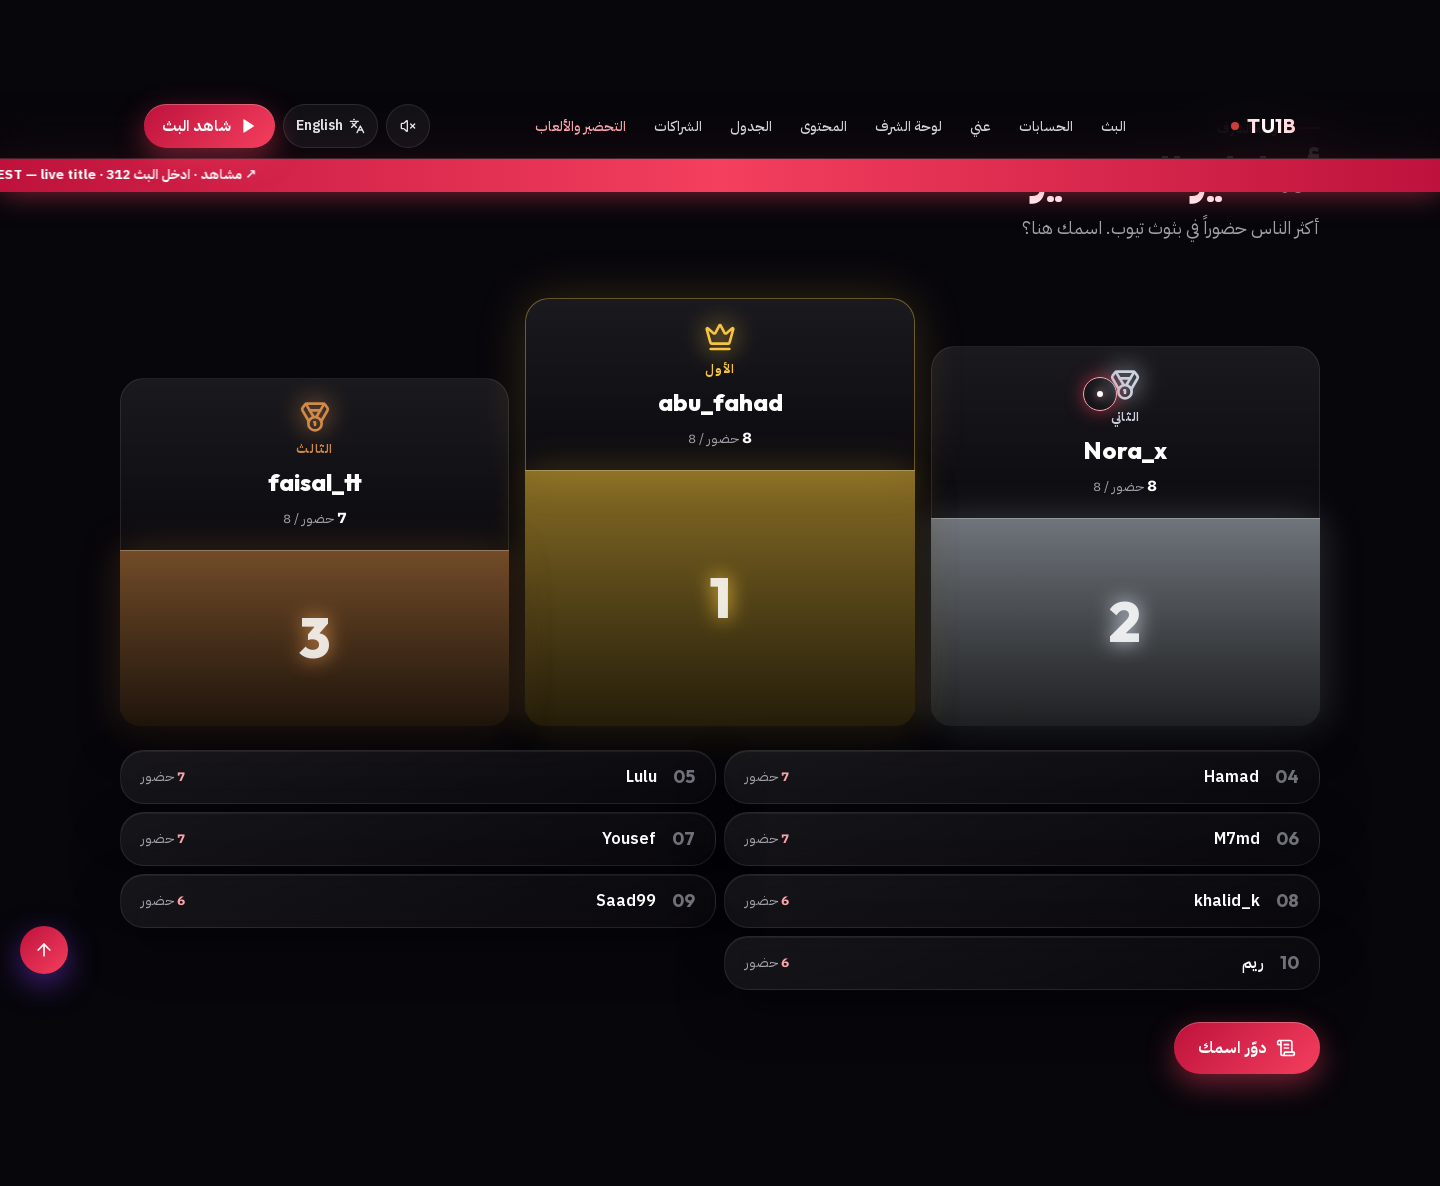 TU1B
البث
الحسابات
عني
لوحة الشرف
المحتوى
الجدول
الشراكات
التحضير والألعاب
English
شاهد البث
EST — live title · 312 مشاهد · ادخل البث ↗
أكثر الناس حضوراً في بثوث تيوب. اسمك هنا؟
الأول
abu_fahad
8 حضور / 8
1
الثاني
Nora_x
8 حضور / 8
2
الثالث
faisal_tt
7 حضور / 8
3
04 Hamad 7 حضور
05 Lulu 7 حضور
06 M7md 7 حضور
07 Yousef 7 حضور
08 khalid_k 6 حضور
09 Saad99 6 حضور
10 ريم 6 حضور
دوّر اسمك